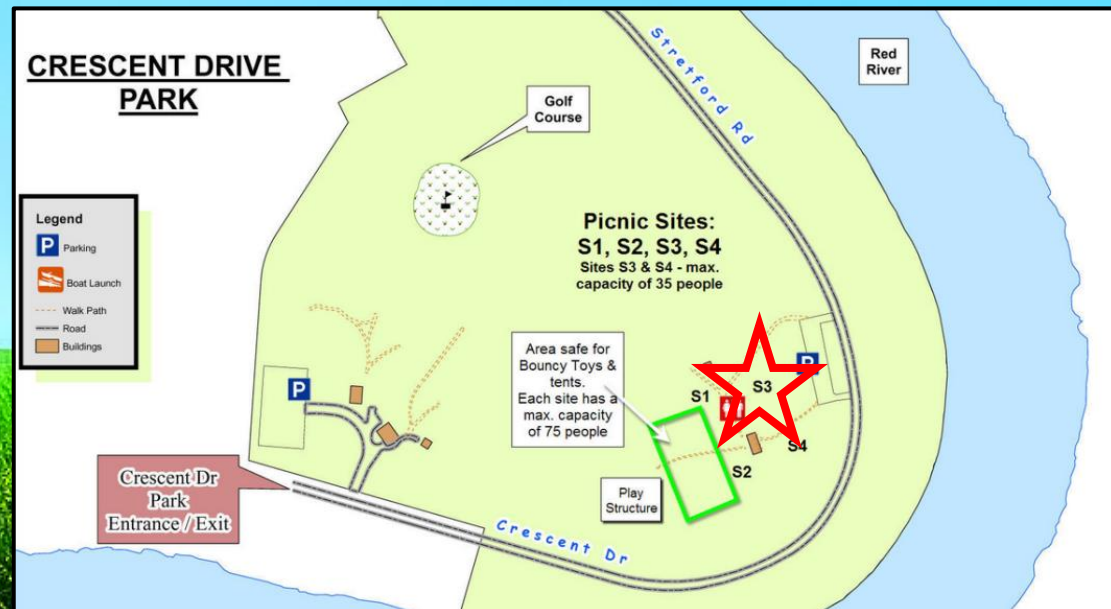 CRESCENT DRIVE
PARK
Golf
Course
Stretford Rd
Red
River
Legend
P Parking
Boat Launch
Walk Path
Road
Buildings
Picnic Sites:
S1, S2, S3, S4
Sites S3 & S4 - max.
capacity of 35 people
Area safe for
Bouncy Toys &
tents.
Each site has a
max. capacity
of 75 people
P
S1
S3
P
S4
S2
Play
Structure
Crescent Dr
Park
Entrance / Exit
Crescent Dr